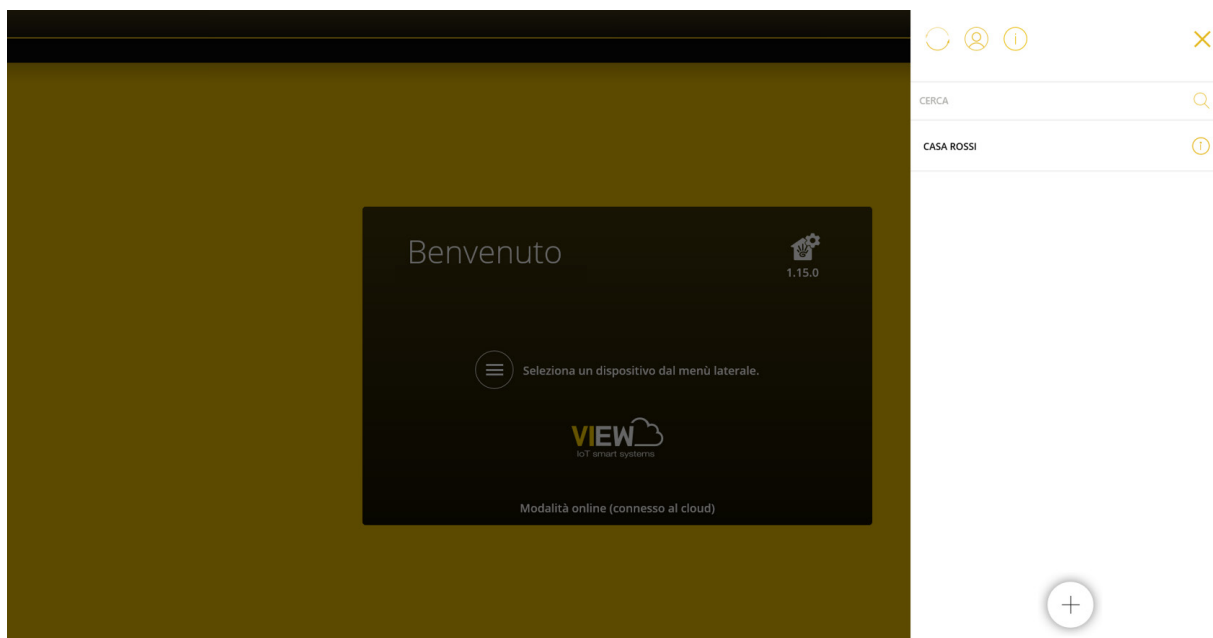 CERCA
CASA ROSSI
Benvenuto
1.15.0
Seleziona un dispositivo dal menù laterale.
VIEW
IoT smart systems
Modalità online (connesso al cloud)